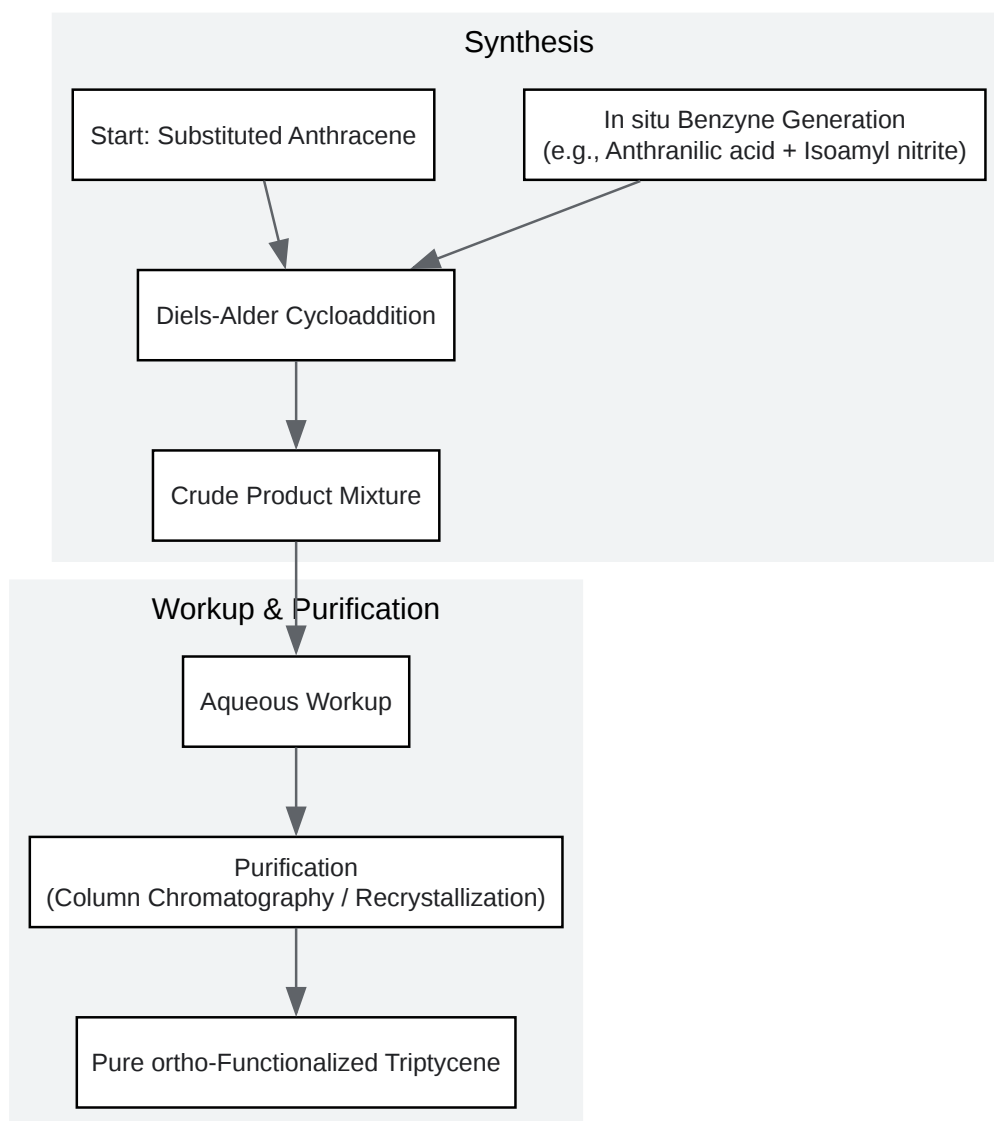 Synthesis
Start: Substituted Anthracene
In situ Benzyne Generation
(e.g., Anthranilic acid + Isoamyl nitrite)
Diels-Alder Cycloaddition
Crude Product Mixture
Workup & Purification
Aqueous Workup
Purification
(Column Chromatography / Recrystallization)
Pure ortho-Functionalized Triptycene